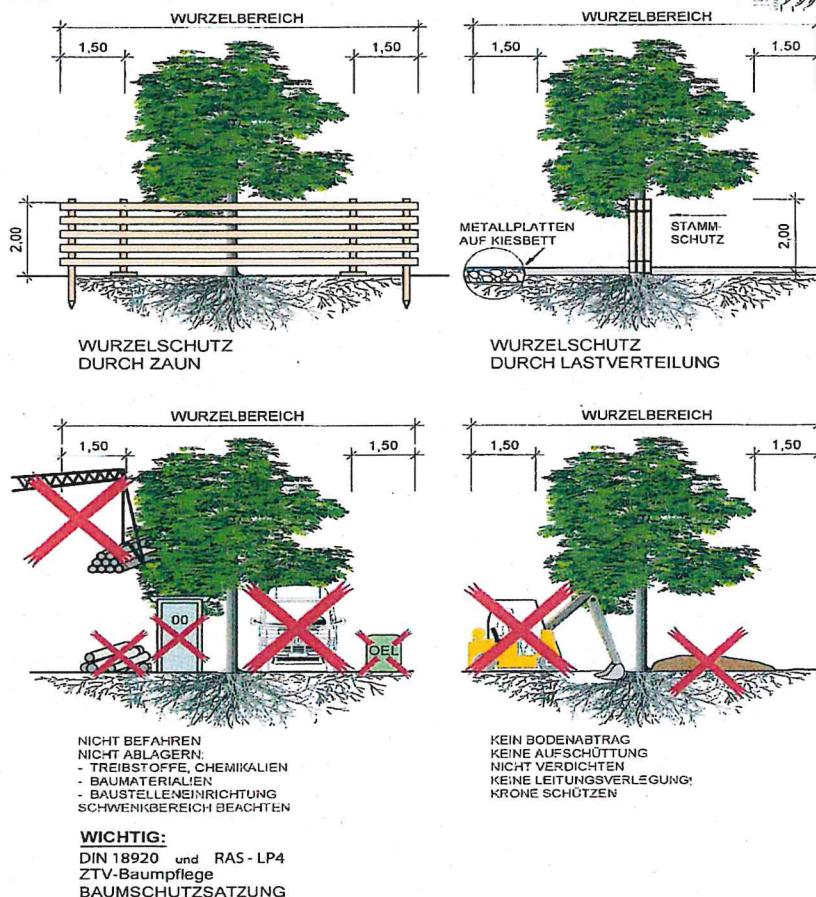 WURZELBEREICH
1,50
1,50
2,00
WURZELSCHUTZ
DURCH ZAUN
WURZELBEREICH
1,50
1.50
METALLPLATTEN
AUF KIESBETT
STAMM-
SCHUTZ
2,00
WURZELSCHUTZ
DURCH LASTVERTEILUNG
WURZELBEREICH
1,50
1,50
00
OEL
NICHT BEFAHREN
NICHT ABLAGERN:
- TREIBSTOFFE, CHEMIKALIEN
- BAUMATERIALIEN
- BAUSTELLENEINRICHTUNG
SCHWENKBEREICH BEACHTEN
WURZELBEREICH
1,50
1,50
KEIN BODENABTRAG
KEINE AUFSCHÜTTUNG
NICHT VERDICHTEN
KEINE LEITUNGSVERLEGUNG!
KRONE SCHÜTZEN
WICHTIG:
DIN 18920 und RAS - LP4
ZTV-Baumpflege
BAUMSCHUTZSATZUNG